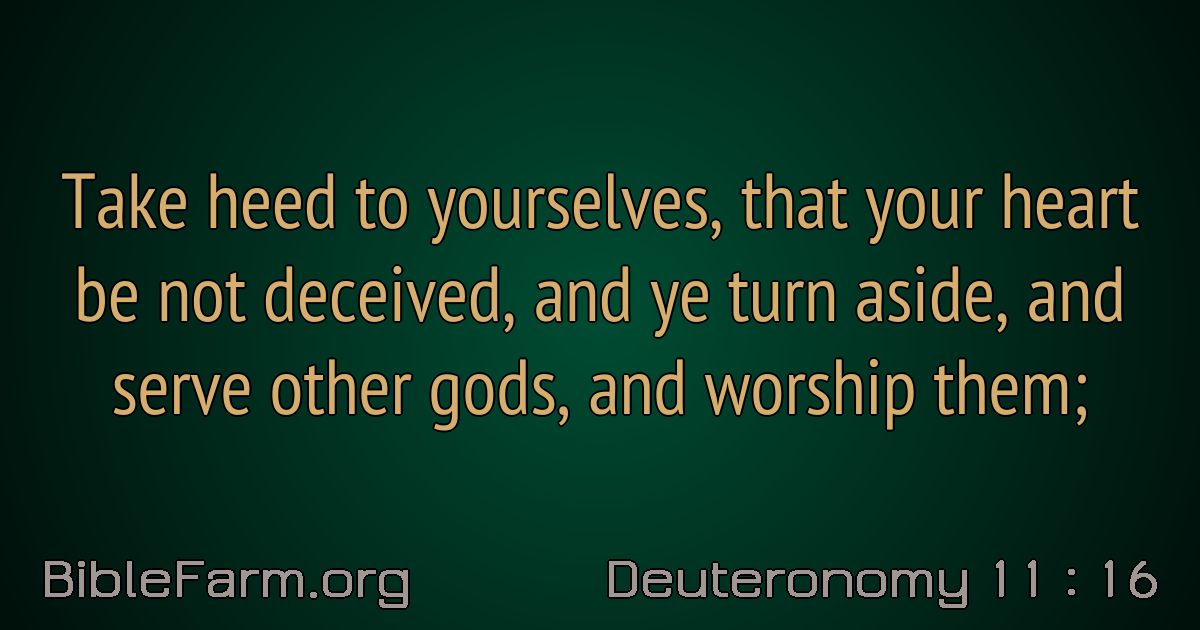 Take heed to yourselves, that your heart
be not deceived, and ye turn aside, and
serve other gods, and worship them;
BibleFarm.org
Deuteronomy 11 : 16